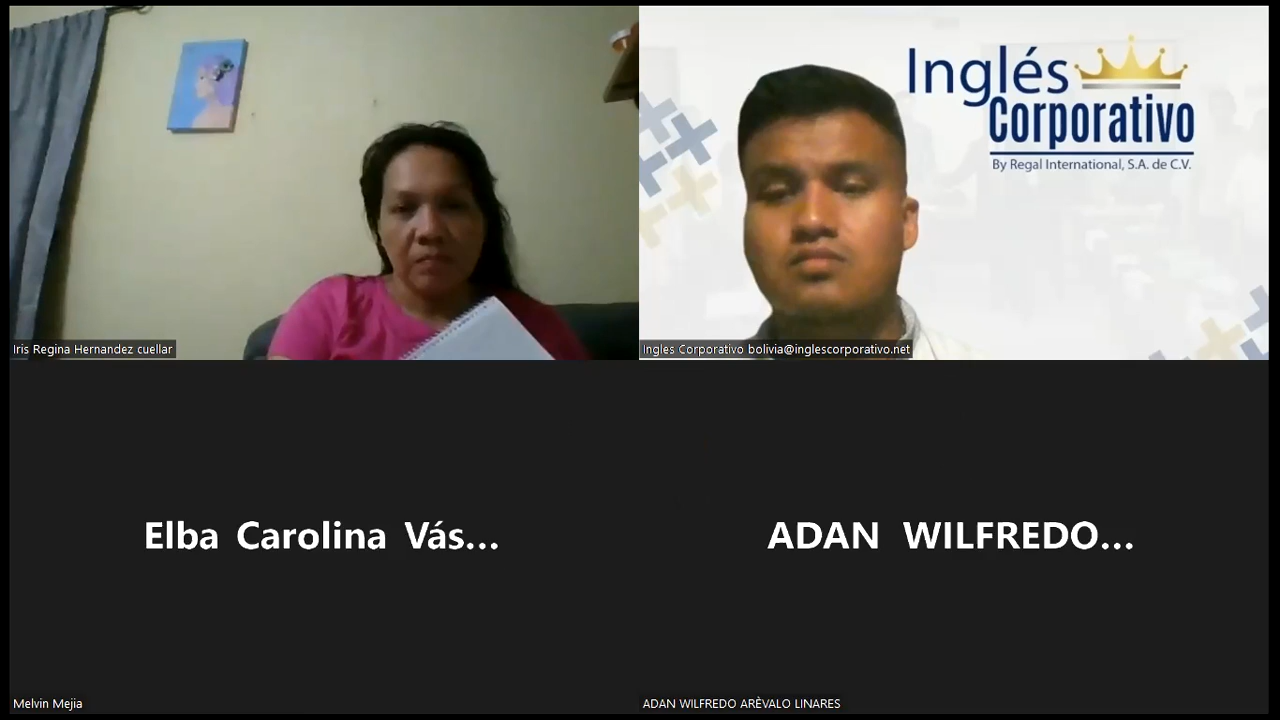 Inglés
Corporativo
By Regal International, S.A. de C.V.
Iris Regina Hernandez cuellar
Ingles Corporativo bolivia@inglescorporativo.net
Elba Carolina Vás...
ADAN WILFREDO...
Melvin Mejia
ADAN WILFREDO ARÈVALO LINARES